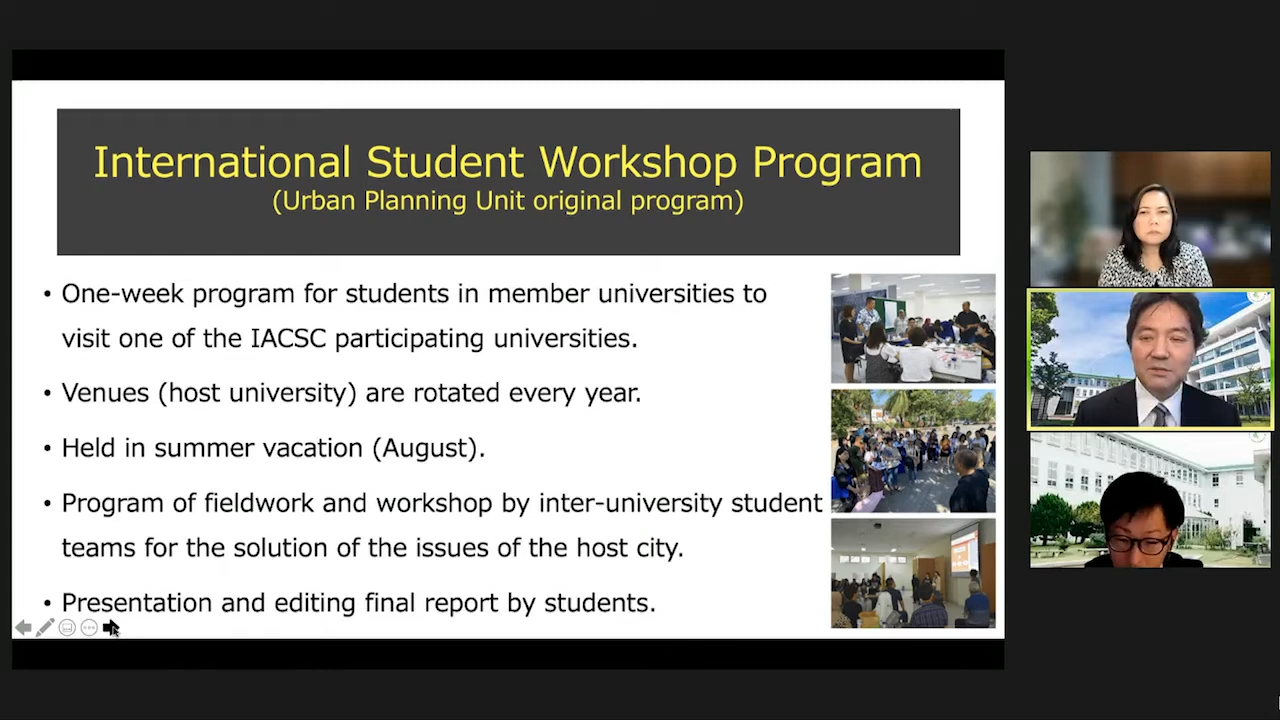 International Student Workshop Program
(Urban Planning Unit original program)
• One-week program for students in member universities to
visit one of the IACSC participating universities.
• Venues (host university) are rotated every year.
• Held in summer vacation (August).
• Program of fieldwork and workshop by inter-university student
teams for the solution of the issues of the host city.
• Presentation and editing final report by students.